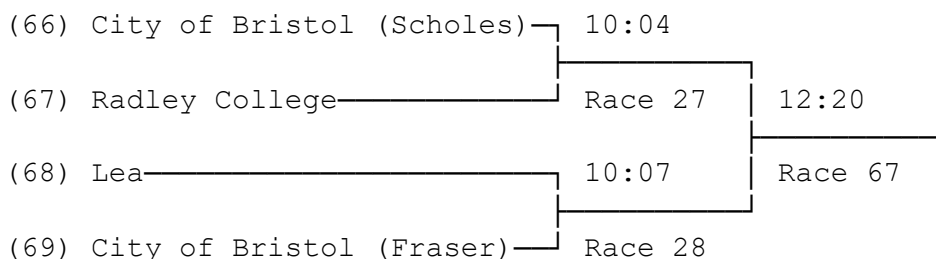 (66) City of Bristol (Scholes) 10:04
(67) Radley College Race 27 12:20
(68) Lea 10:07 Race 67
(69) City of Bristol (Fraser) Race 28